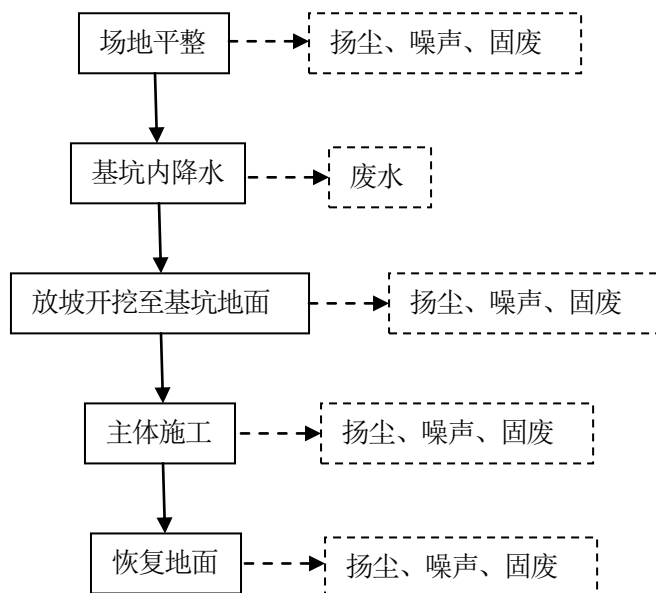 场地平整
扬尘、噪声、固废
基坑内降水
废水
放坡开挖至基坑地面
扬尘、噪声、固废
主体施工
扬尘、噪声、固废
恢复地面
扬尘、噪声、固废